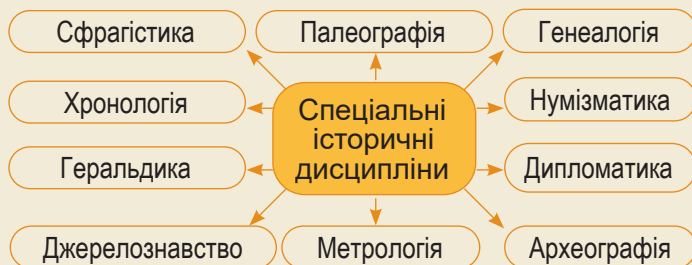 Сфрагістика
Палеографія
Генеалогія
Хронологія
Спеціальні
історичні
дисципліни
Нумізматика
Геральдика
Дипломатика
Джерелознавство
Метрологія
Археографія